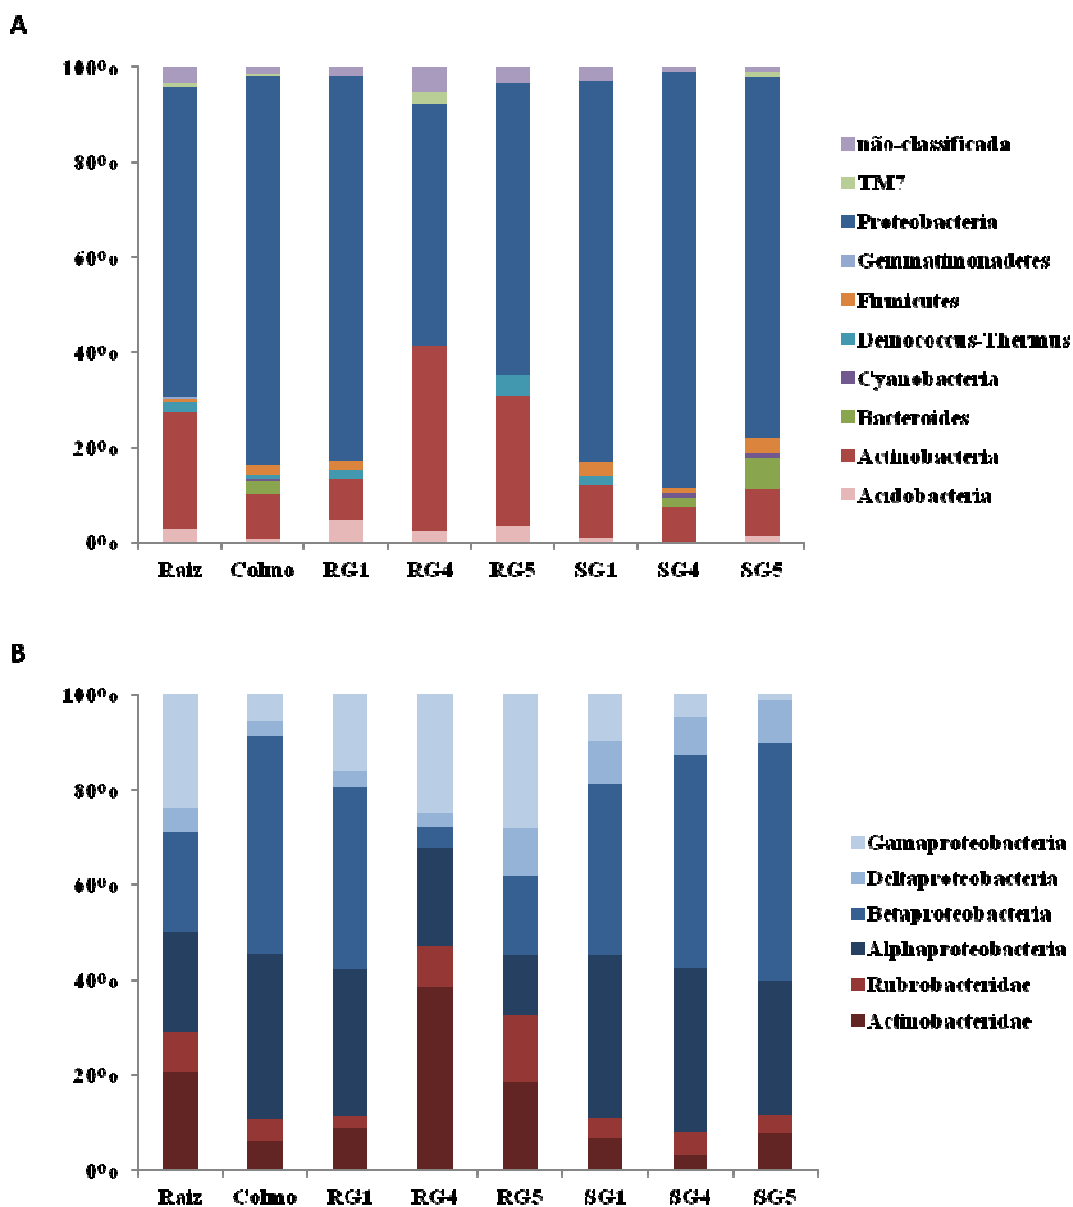 A
100%
80%
60%
40%
20%
0%
Raiz Colmo RG1 RG4 RG5 SG1 SG4 SG5
não-classificada
TM7
Proteobacteria
Gemmatimonadetes
Firmicutes
Deinococcus-Thermus
Cyanobacteria
Bacteroides
Actinobacteria
Acidobacteria
B
100%
80%
60%
40%
20%
0%
Raiz Colmo RG1 RG4 RG5 SG1 SG4 SG5
Gamaproteobacteria
Deltaproteobacteria
Betaproteobacteria
Alphaproteobacteria
Rubrobacteridae
Actinobacteridae